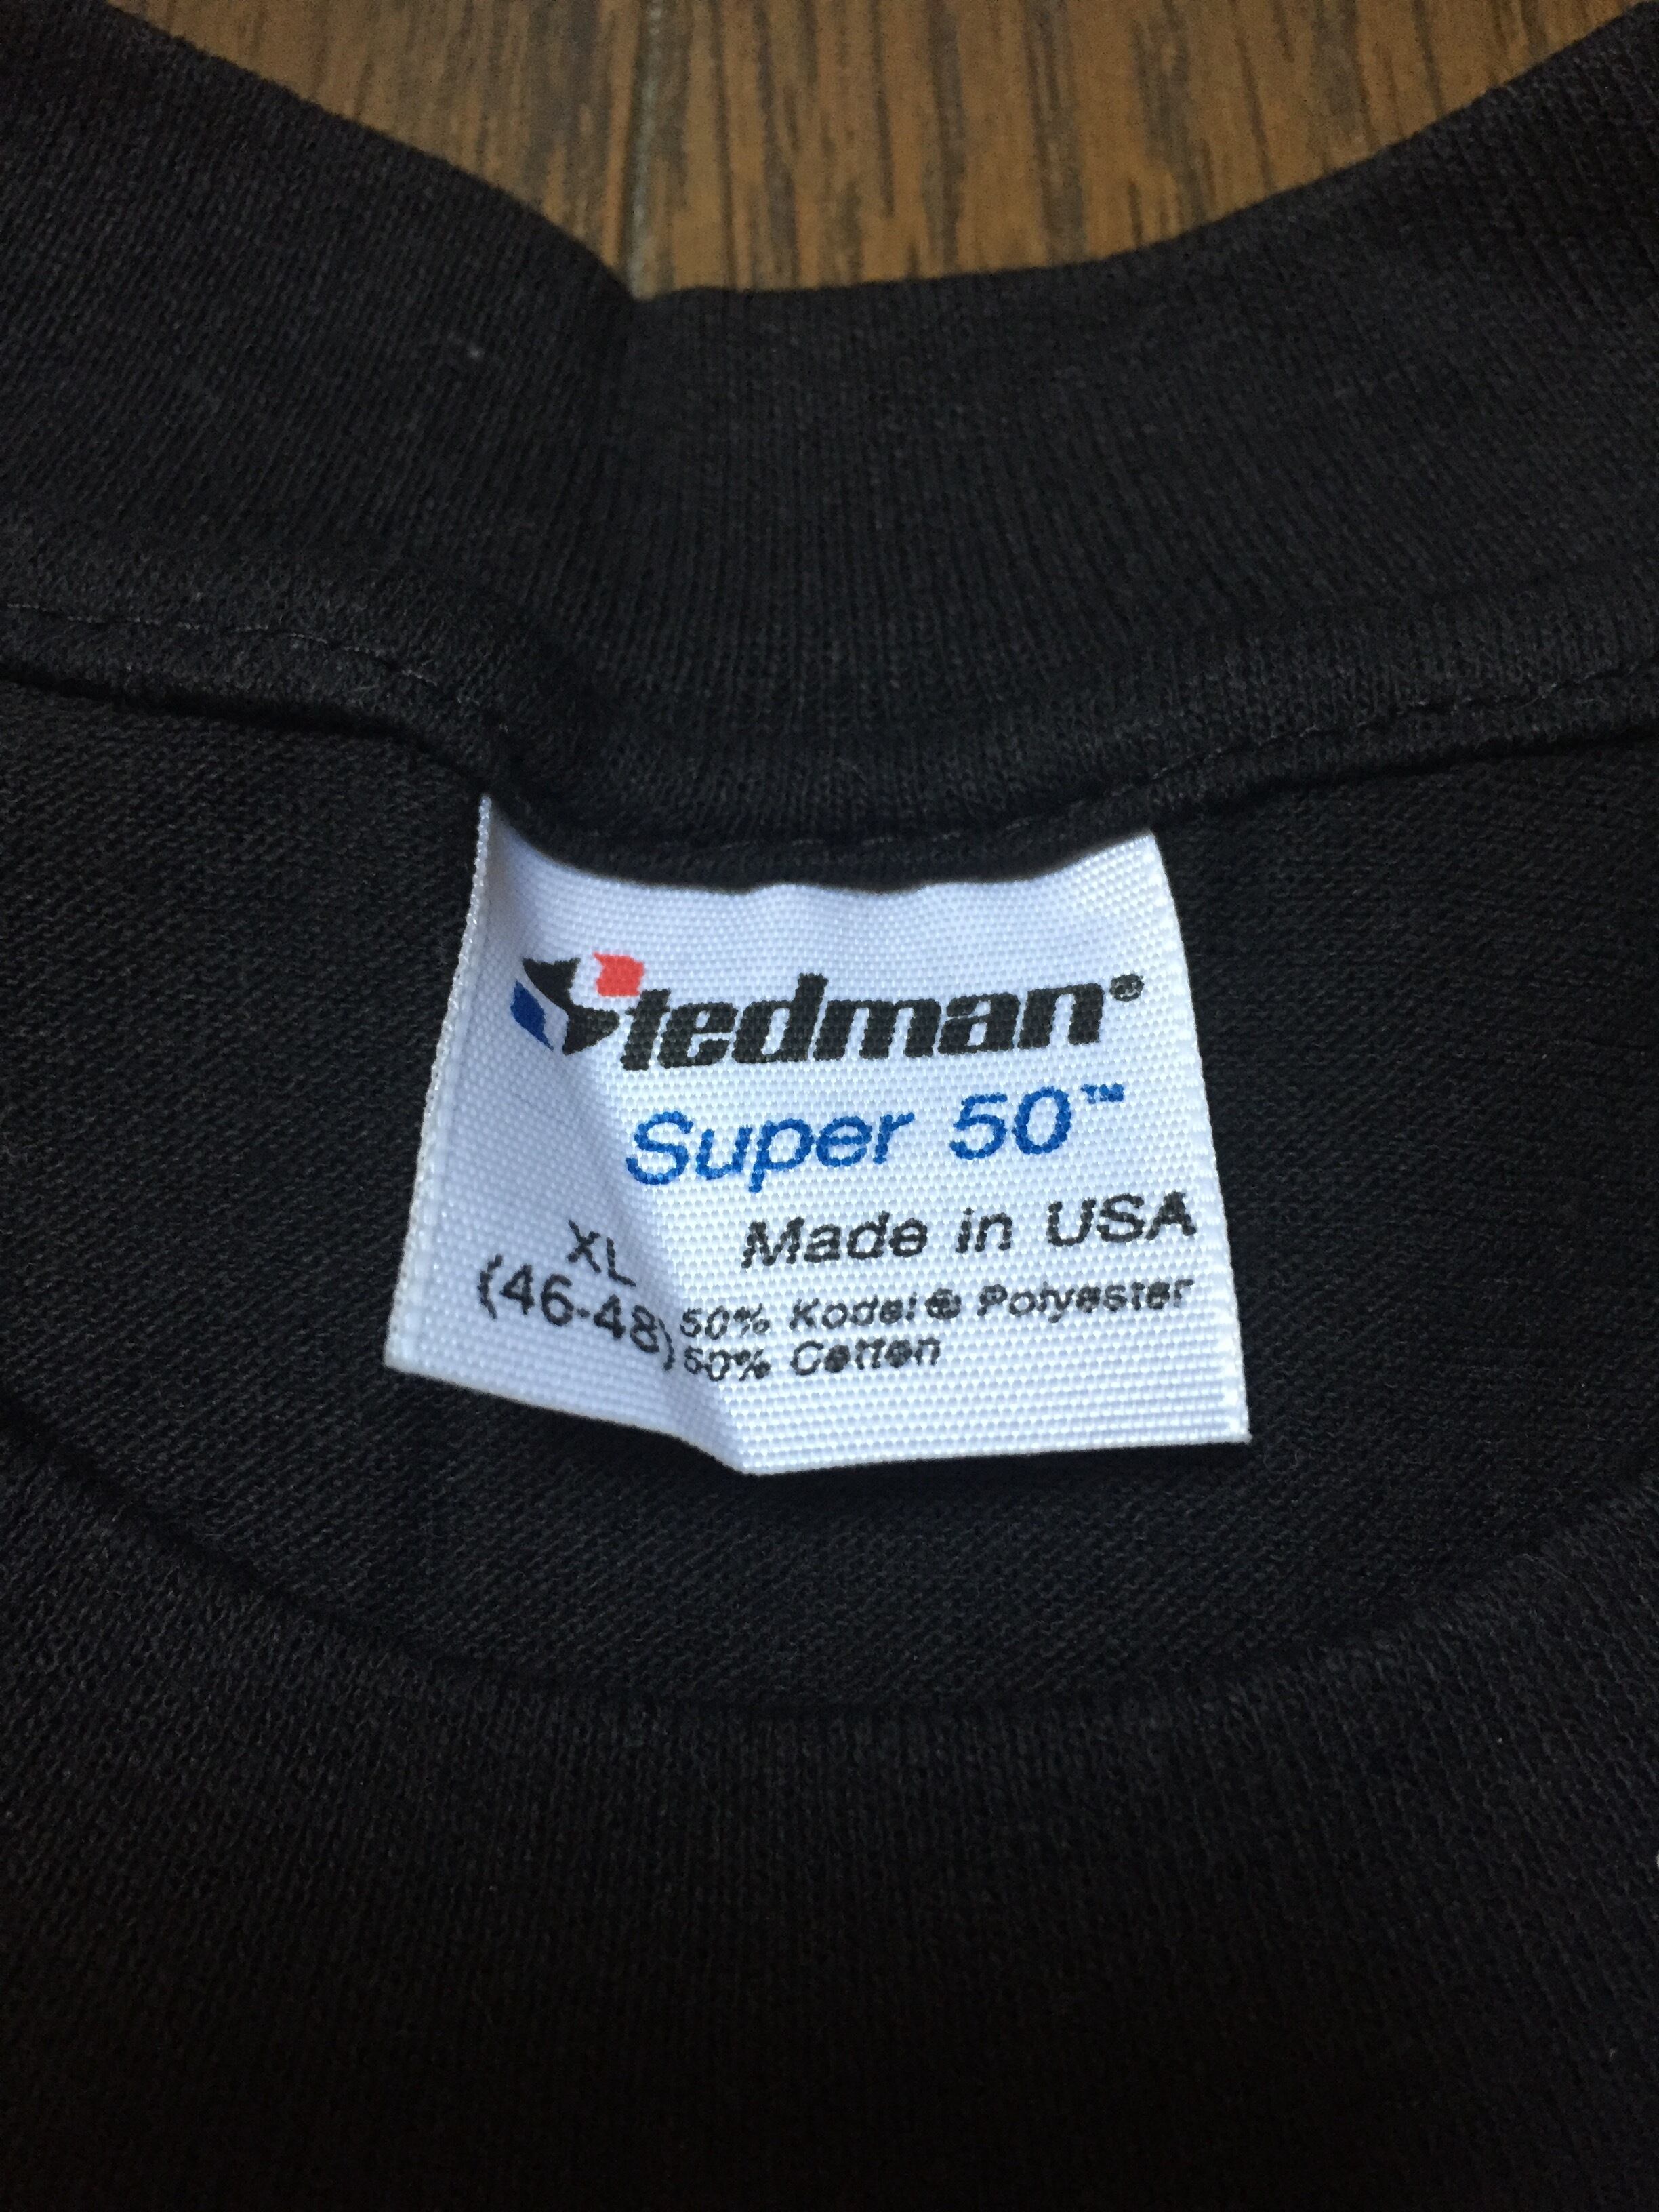 Stedman®
Super 50™
Made in USA
XL
(46-48)
50% Kodel® Polyester
50% Cotton